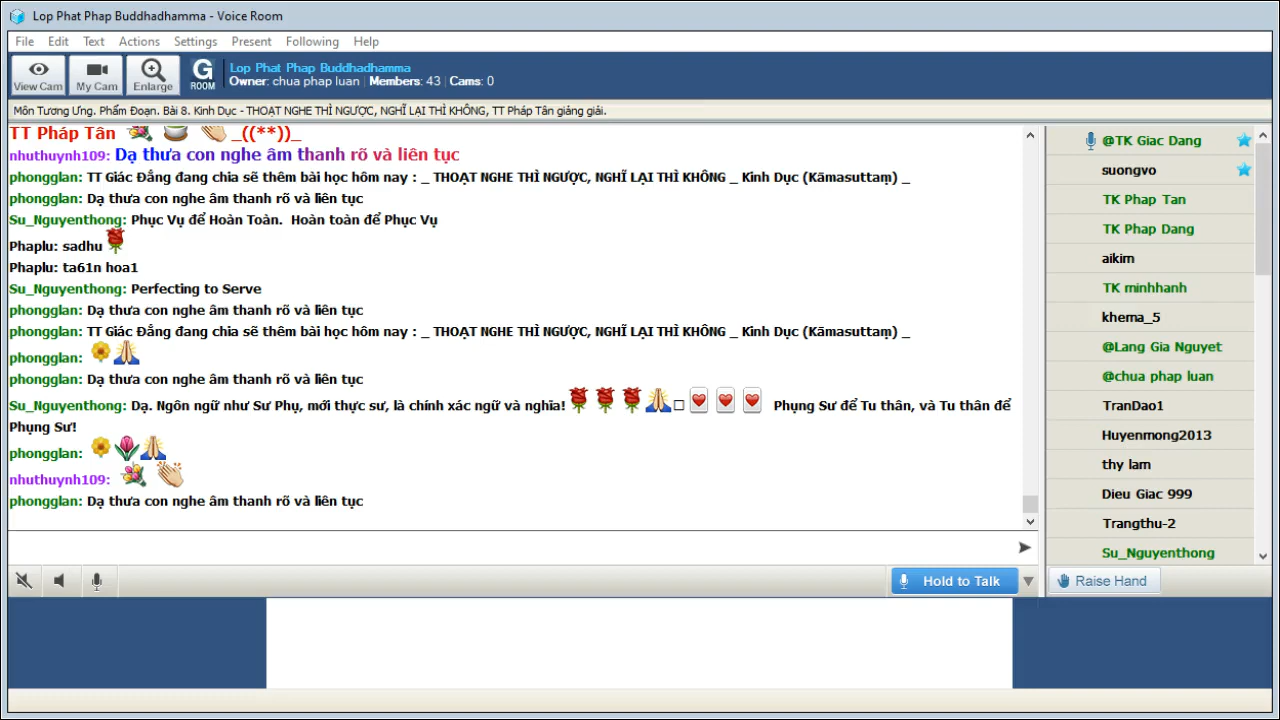 Lop Phat Phap Buddhadhamma - Voice Room
File Edit Text Actions Settings Present Following Help
View Cam My Cam Enlarge G ROOM
Lop Phat Phap Buddhadhamma
Owner: chua phap luan Members: 43 Cams: 0
Môn Tương Ưng. Phẩm Đoạn. Bài 8. Kinh Dục - THOẠT NGHE THÌ NGƯỢC, NGHĨ LẠI THÌ KHÔNG, TT Pháp Tân giảng giải.
TT Pháp Tân _((**))_
nhuthuynh109: Dạ thưa con nghe âm thanh rõ và liên tục
phongglan: TT Giác Đẳng đang chia sẽ thêm bài học hôm nay : _ THOẠT NGHE THÌ NGƯỢC, NGHĨ LẠI THÌ KHÔNG _ Kinh Dục (Kāmasuttaṃ) _
phongglan: Dạ thưa con nghe âm thanh rõ và liên tục
Su_Nguyenthong: Phục Vụ để Hoàn Toàn. Hoàn toàn để Phục Vụ
Phaplu: sadhu
Phaplu: ta61n hoa1
Su_Nguyenthong: Perfecting to Serve
phongglan: Dạ thưa con nghe âm thanh rõ và liên tục
phongglan: TT Giác Đẳng đang chia sẽ thêm bài học hôm nay : _ THOẠT NGHE THÌ NGƯỢC, NGHĨ LẠI THÌ KHÔNG _ Kinh Dục (Kāmasuttaṃ) _
phongglan:
phongglan: Dạ thưa con nghe âm thanh rõ và liên tục
Su_Nguyenthong: Dạ. Ngôn ngữ như Sư Phụ, mới thực sư, là chính xác ngữ và nghĩa! Phụng Sư để Tu thân, và Tu thân để
Phụng Sư!
phongglan:
nhuthuynh109:
phongglan: Dạ thưa con nghe âm thanh rõ và liên tục
@TK Giac Dang
suongvo
TK Phap Tan
TK Phap Dang
aikim
TK minhhanh
khema_5
@Lang Gia Nguyet
@chua phap luan
TranDao1
Huyenmong2013
thy lam
Dieu Giac 999
Trangthu-2
Su_Nguyenthong
Hold to Talk
Raise Hand